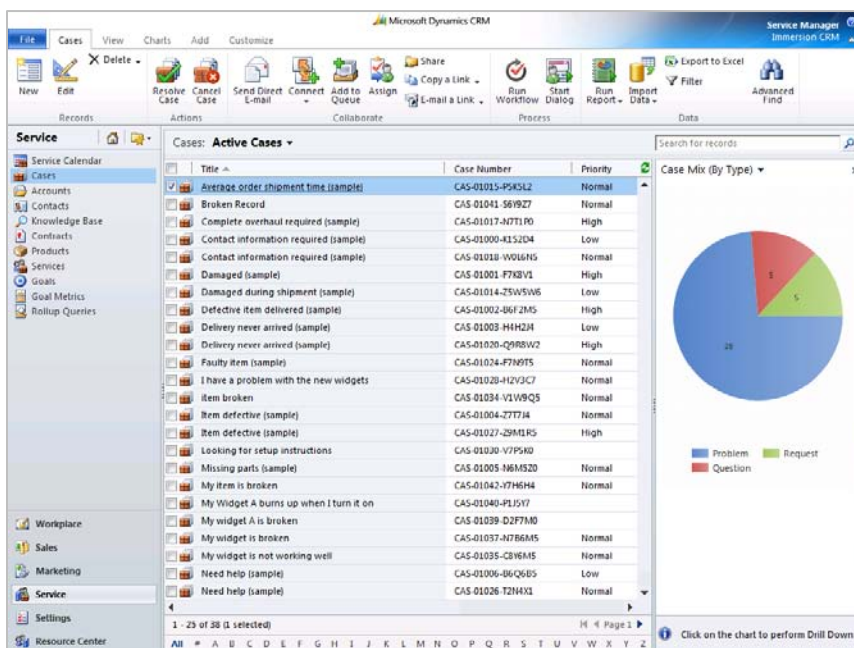 Microsoft Dynamics CRM
Service Manager
Immersion CRM
File Cases View Charts Add Customize
New
Edit
Delete
Records
Resolve Case
Cancel Case
Actions
Send Direct E-mail
Connect
Add to Queue
Assign
Share
Copy a Link
E-mail a Link
Collaborate
Run Workflow
Start Dialog
Process
Run Report
Import Data
Export to Excel
Filter
Advanced Find
Data
Service
Service Calendar
Cases
Accounts
Contacts
Knowledge Base
Contracts
Products
Services
Goals
Goal Metrics
Rollup Queries
Workplace
Sales
Marketing
Service
Settings
Resource Center
Cases: Active Cases
Search for records
Title Case Number Priority
Average order shipment time (sample) CAS-01015-P5K5L2 Normal
Broken Record CAS-01041-S6Y9Z7 Normal
Complete overhaul required (sample) CAS-01017-N7T1P0 High
Contact information required (sample) CAS-01000-K1S2D4 Low
Contact information required (sample) CAS-01018-W0L6N5 Normal
Damaged (sample) CAS-01001-F7K8V1 High
Damaged during shipment (sample) CAS-01014-Z5W5W6 Low
Defective item delivered (sample) CAS-01002-B6F2M5 High
Delivery never arrived (sample) CAS-01003-H4H2J4 Low
Delivery never arrived (sample) CAS-01020-Q9R8W2 High
Faulty item (sample) CAS-01024-F7N9T5 Normal
I have a problem with the new widgets CAS-01028-H2V3C7 Normal
item broken CAS-01034-V1W9Q5 Normal
Item defective (sample) CAS-01004-Z7T7J4 Normal
Item defective (sample) CAS-01027-Z9M1R5 High
Looking for setup instructions CAS-01030-V7P5K0
Missing parts (sample) CAS-01005-N6M5Z0 Normal
My item is broken CAS-01042-Y7H6H4 Normal
My Widget A burns up when I turn it on CAS-01040-P1J5Y7
My widget A is broken CAS-01039-D2F7M0
My widget is broken CAS-01037-N7B6M5 Normal
My widget is not working well CAS-01035-C8Y6M5 Normal
Need help (sample) CAS-01006-B6Q6B5 Low
Need help (sample) CAS-01026-T2N4X1 Normal
1 - 25 of 38 (1 selected) Page 1
All # A B C D E F G H I J K L M N O P Q R S T U V W X Y Z
Case Mix (By Type)
5
5
28
Problem Request
Question
Click on the chart to perform Drill Down